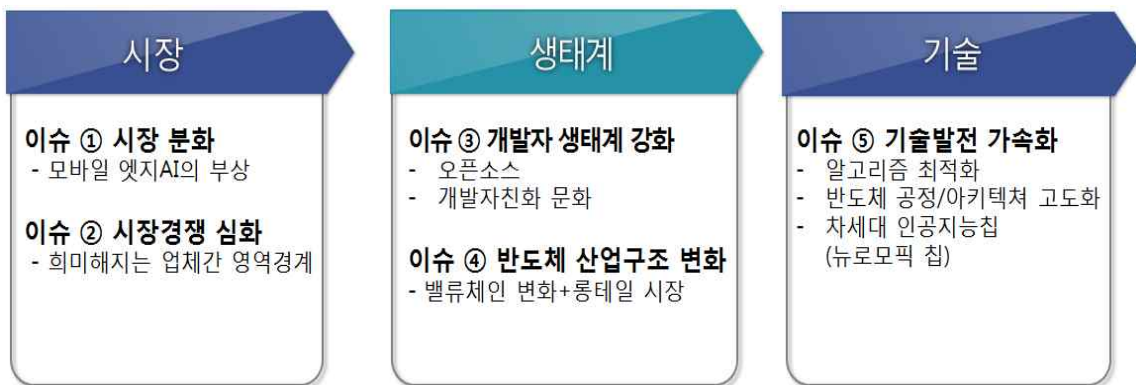 시장
이슈 ① 시장 분화
- 모바일 엣지AI의 부상
이슈 ② 시장경쟁 심화
- 희미해지는 업체간 영역경계
생태계
이슈 ③ 개발자 생태계 강화
- 오픈소스
- 개발자친화 문화
이슈 ④ 반도체 산업구조 변화
- 밸류체인 변화+롱테일 시장
기술
이슈 ⑤ 기술발전 가속화
- 알고리즘 최적화
- 반도체 공정/아키텍쳐 고도화
- 차세대 인공지능칩
(뉴로모픽 칩)